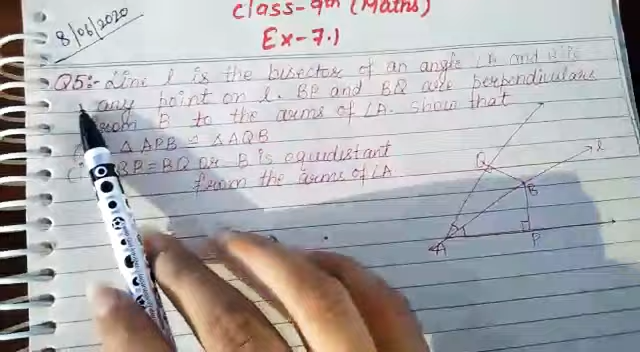 8/06/2020
Class-9th (Maths)
Ex-7.1
Q5:- Line l is the bisector of an angle ∠A and
any point on l. BP and BQ are perpendiculars
from B to the arms of ∠A. Show that
△APB ≅ △AQB
BP = BQ or B is equidistant
from the arms of ∠A
Q
l
B
A
P